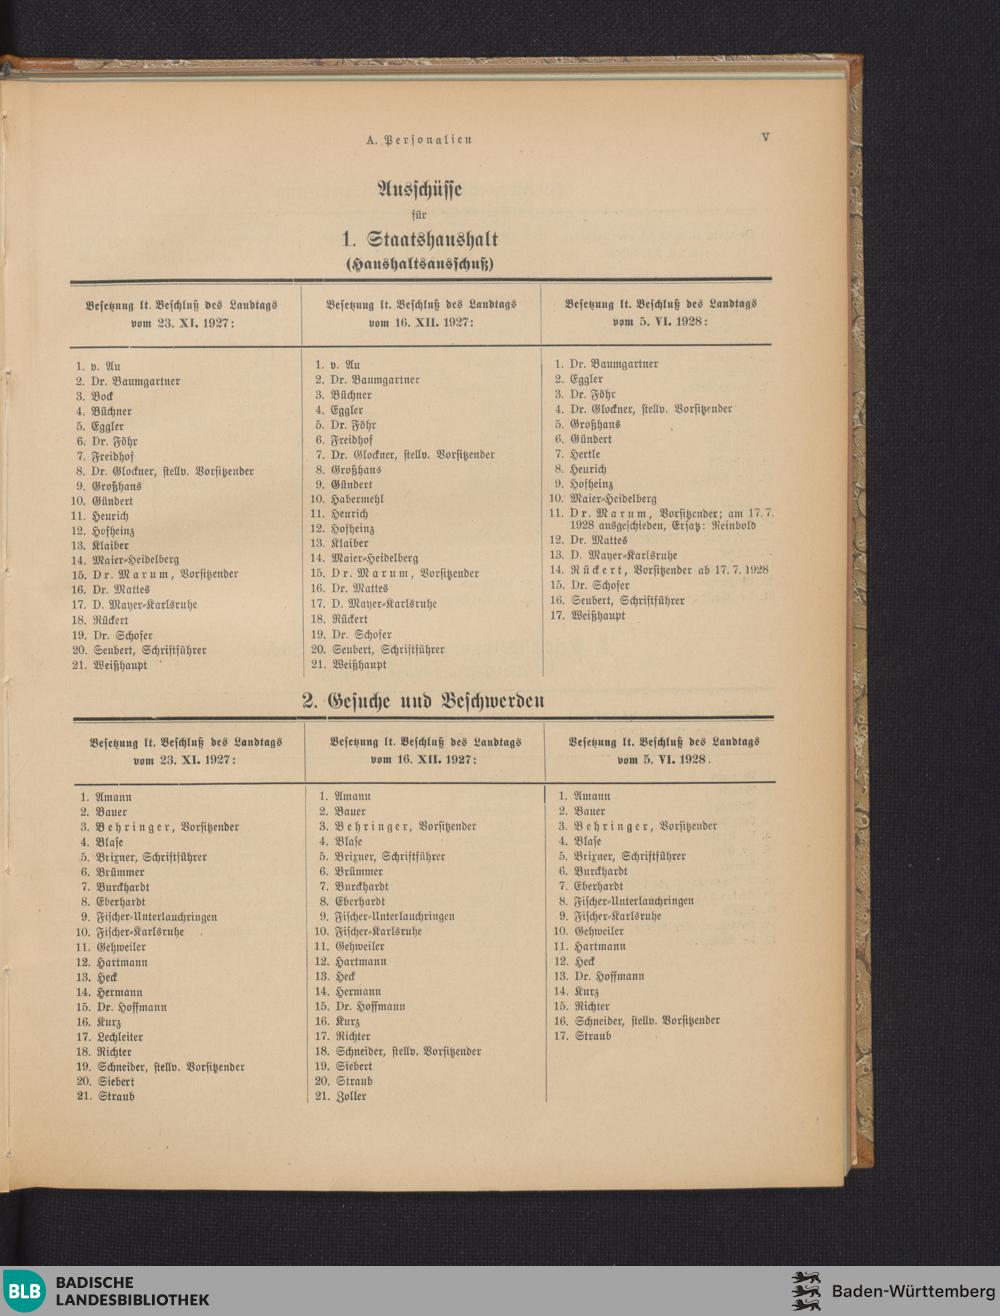 A. Personalien
V
Ausschüsse
für
1. Staatshaushalt
(Haushaltsausschuß)
Besetzung lt. Beschluß des Landtags
vom 23. XI. 1927:
1. v. Au
2. Dr. Baumgartner
3. Bock
4. Büchner
5. Eggler
6. Dr. Föhr
7. Freidhof
8. Dr. Glockner, stellv. Vorsitzender
9. Großhans
10. Gündert
11. Heurich
12. Hofheinz
13. Klaiber
14. Maier-Heidelberg
15. Dr. Marum, Vorsitzender
16. Dr. Mattes
17. D. Mayer-Karlsruhe
18. Rückert
19. Dr. Schofer
20. Seubert, Schriftführer
21. Weißhaupt
Besetzung lt. Beschluß des Landtags
vom 16. XII. 1927:
1. v. Au
2. Dr. Baumgartner
3. Büchner
4. Eggler
5. Dr. Föhr
6. Freidhof
7. Dr. Glockner, stellv. Vorsitzender
8. Großhans
9. Gündert
10. Habermehl
11. Heurich
12. Hofheinz
13. Klaiber
14. Maier-Heidelberg
15. Dr. Marum, Vorsitzender
16. Dr. Mattes
17. D. Mayer-Karlsruhe
18. Rückert
19. Dr. Schofer
20. Seubert, Schriftführer
21. Weißhaupt
Besetzung lt. Beschluß des Landtags
vom 5. VI. 1928:
1. Dr. Baumgartner
2. Eggler
3. Dr. Föhr
4. Dr. Glockner, stellv. Vorsitzender
5. Großhans
6. Gündert
7. Hertle
8. Heurich
9. Hofheinz
10. Maier-Heidelberg
11. Dr. Marum, Vorsitzender; am 17. 7.
1928 ausgeschieden, Ersatz: Reinbold
12. Dr. Mattes
13. D. Mayer-Karlsruhe
14. Rückert, Vorsitzender ab 17. 7. 1928
15. Dr. Schofer
16. Seubert, Schriftführer
17. Weißhaupt
2. Gesuche und Beschwerden
Besetzung lt. Beschluß des Landtags
vom 23. XI. 1927:
1. Amann
2. Bauer
3. Behringer, Vorsitzender
4. Blase
5. Brixner, Schriftführer
6. Brümmer
7. Burckhardt
8. Eberhardt
9. Fischer-Unterlauchringen
10. Fischer-Karlsruhe
11. Gehweiler
12. Hartmann
13. Heck
14. Hermann
15. Dr. Hoffmann
16. Kurz
17. Lechleiter
18. Richter
19. Schneider, stellv. Vorsitzender
20. Siebert
21. Straub
Besetzung lt. Beschluß des Landtags
vom 16. XII. 1927:
1. Amann
2. Bauer
3. Behringer, Vorsitzender
4. Blase
5. Brixner, Schriftführer
6. Brümmer
7. Burckhardt
8. Eberhardt
9. Fischer-Unterlauchringen
10. Fischer-Karlsruhe
11. Gehweiler
12. Hartmann
13. Heck
14. Hermann
15. Dr. Hoffmann
16. Kurz
17. Richter
18. Schneider, stellv. Vorsitzender
19. Siebert
20. Straub
21. Zoller
Besetzung lt. Beschluß des Landtags
vom 5. VI. 1928.
1. Amann
2. Bauer
3. Behringer, Vorsitzender
4. Blase
5. Brixner, Schriftführer
6. Burckhardt
7. Eberhardt
8. Fischer-Unterlauchringen
9. Fischer-Karlsruhe
10. Gehweiler
11. Hartmann
12. Heck
13. Dr. Hoffmann
14. Kurz
15. Richter
16. Schneider, stellv. Vorsitzender
17. Straub
BLB
BADISCHE
LANDESBIBLIOTHEK
Baden-Württemberg